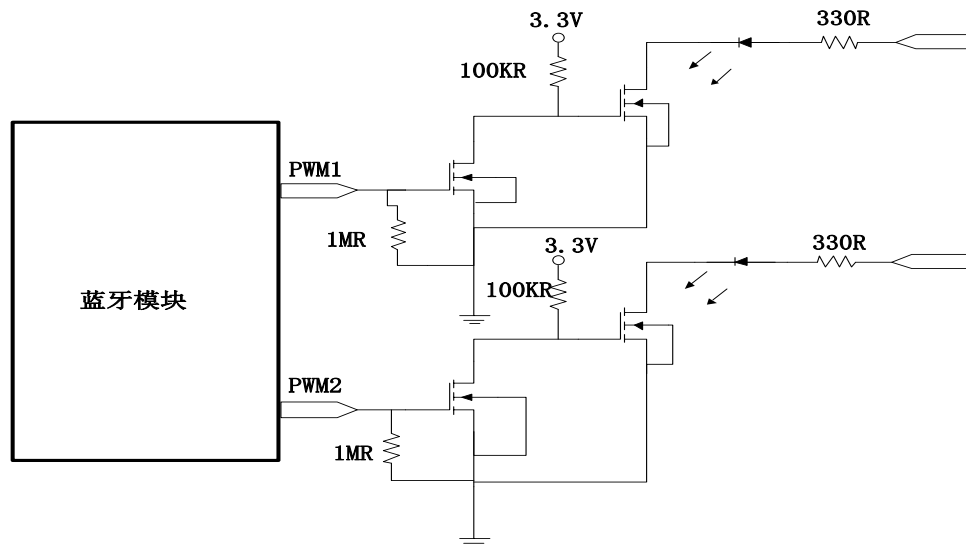 3.3V
330R
100KR
PWM1
1MR
3.3V
330R
100KR
蓝牙模块
PWM2
1MR